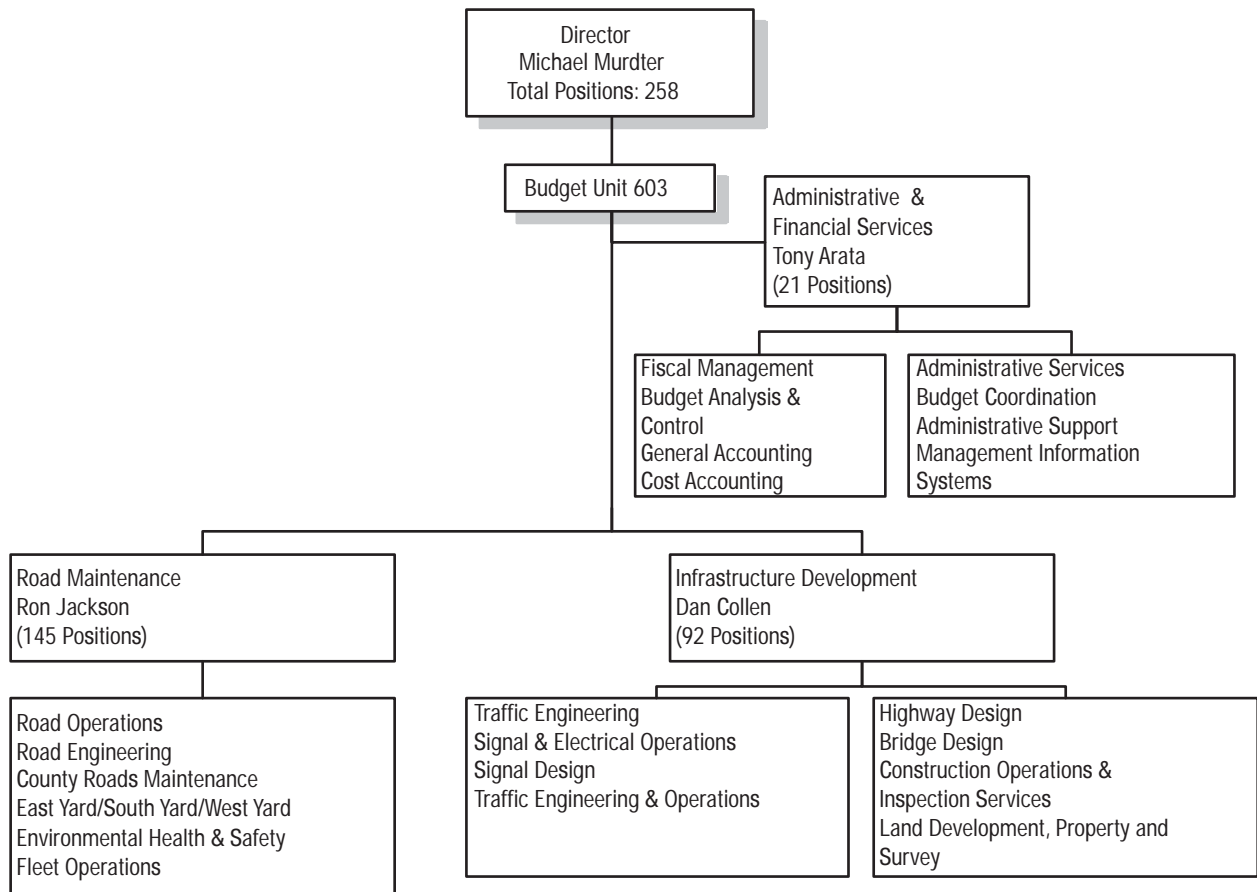 Director
Michael Murdter
Total Positions: 258
Budget Unit 603
Administrative &
Financial Services
Tony Arata
(21 Positions)
Fiscal Management
Budget Analysis &
Control
General Accounting
Cost Accounting
Administrative Services
Budget Coordination
Administrative Support
Management Information
Systems
Road Maintenance
Ron Jackson
(145 Positions)
Infrastructure Development
Dan Collen
(92 Positions)
Road Operations
Road Engineering
County Roads Maintenance
East Yard/South Yard/West Yard
Environmental Health & Safety
Fleet Operations
Traffic Engineering
Signal & Electrical Operations
Signal Design
Traffic Engineering & Operations
Highway Design
Bridge Design
Construction Operations &
Inspection Services
Land Development, Property and
Survey